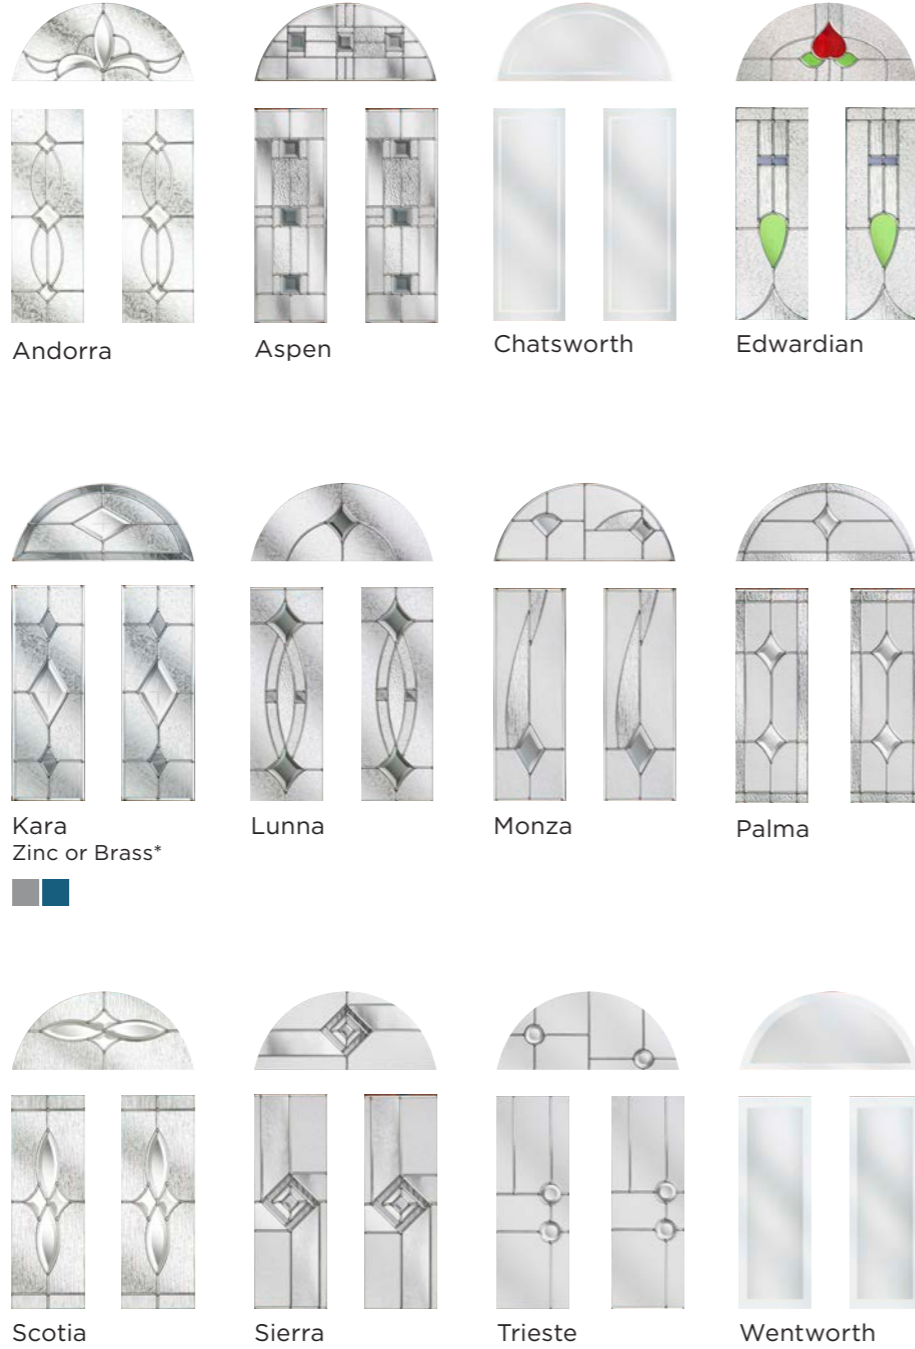 Andorra
Aspen
Chatsworth
Edwardian
Kara
Zinc or Brass*
Lunna
Monza
Palma
Scotia
Sierra
Trieste
Wentworth